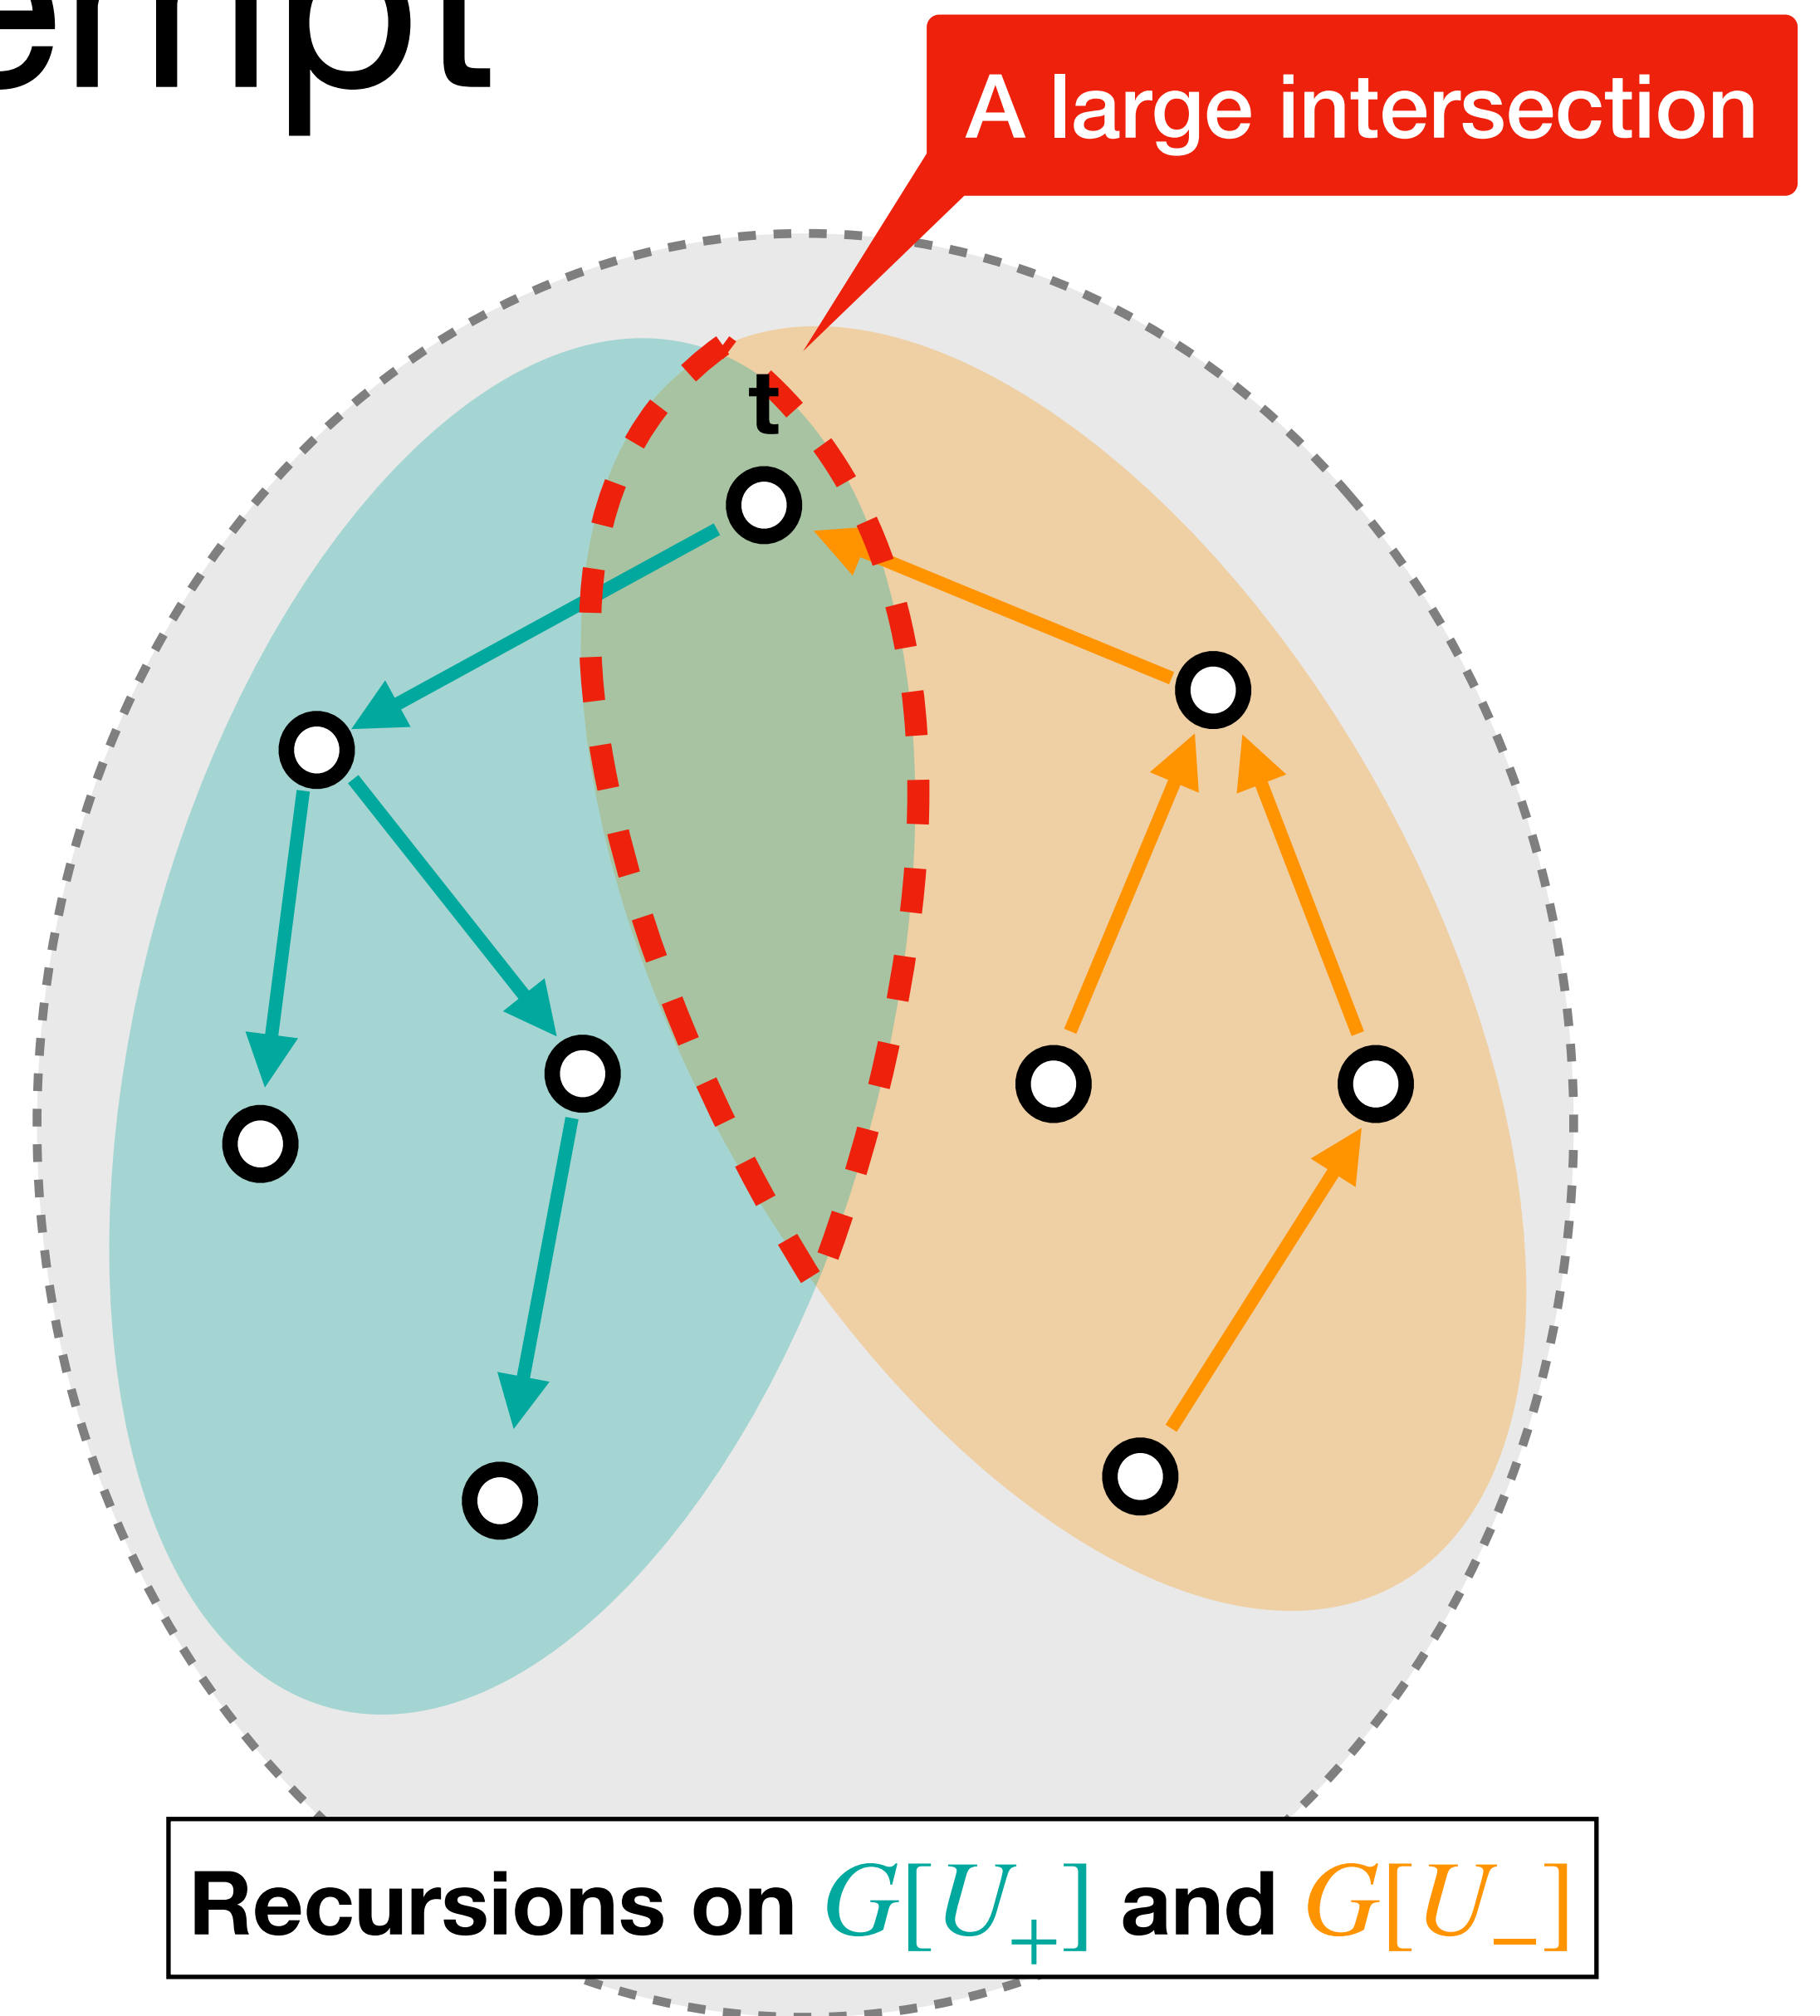 empt
A large intersection
t
Recursions on G[U₊] and G[U₋]